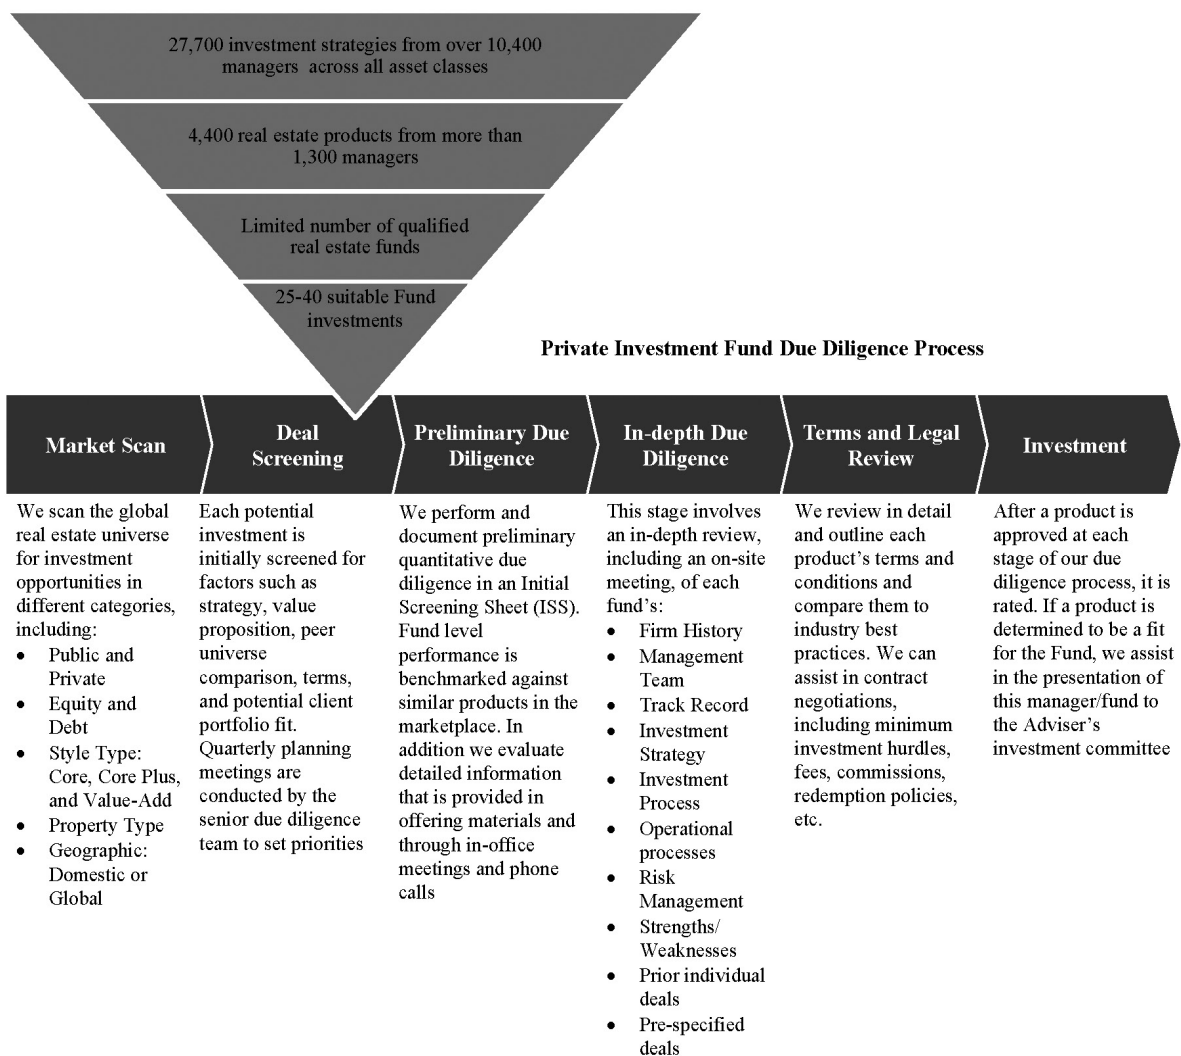 27,700 investment strategies from over 10,400
managers across all asset classes
4,400 real estate products from more than
1,300 managers
Limited number of qualified
real estate funds
25-40 suitable Fund
investments
Private Investment Fund Due Diligence Process
Market Scan
Deal
Screening
Preliminary Due
Diligence
In-depth Due
Diligence
Terms and Legal
Review
Investment
We scan the global
real estate universe
for investment
opportunities in
different categories,
including:
• Public and
Private
• Equity and
Debt
• Style Type:
Core, Core Plus,
and Value-Add
• Property Type
• Geographic:
Domestic or
Global
Each potential
investment is
initially screened for
factors such as
strategy, value
proposition, peer
universe
comparison, terms,
and potential client
portfolio fit.
Quarterly planning
meetings are
conducted by the
senior due diligence
team to set priorities
We perform and
document preliminary
quantitative due
diligence in an Initial
Screening Sheet (ISS).
Fund level
performance is
benchmarked against
similar products in the
marketplace. In
addition we evaluate
detailed information
that is provided in
offering materials and
through in-office
meetings and phone
calls
This stage involves
an in-depth review,
including an on-site
meeting, of each
fund's:
• Firm History
• Management
Team
• Track Record
• Investment
Strategy
• Investment
Process
• Operational
processes
• Risk
Management
• Strengths/
Weaknesses
• Prior individual
deals
• Pre-specified
deals
We review in detail
and outline each
product's terms and
conditions and
compare them to
industry best
practices. We can
assist in contract
negotiations,
including minimum
investment hurdles,
fees, commissions,
redemption policies,
etc.
After a product is
approved at each
stage of our due
diligence process, it is
rated. If a product is
determined to be a fit
for the Fund, we assist
in the presentation of
this manager/fund to
the Adviser's
investment committee